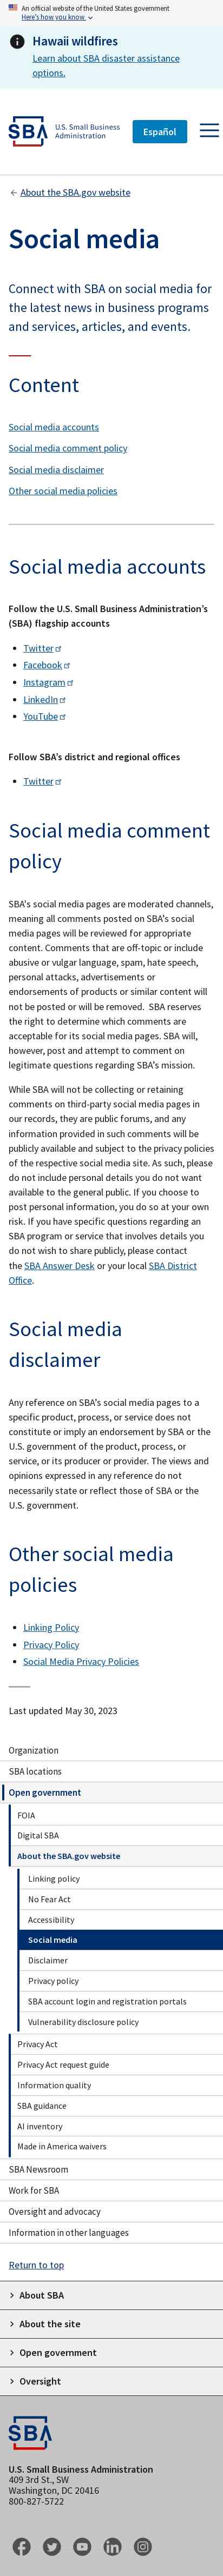 An official website of the United States government
Here's how you know
Hawaii wildfires
Learn about SBA disaster assistance
options.
SBA
U.S. Small Business
Administration
Español
About the SBA.gov website
Social media
Connect with SBA on social media for
the latest news in business programs
and services, articles, and events.
Content
Social media accounts
Social media comment policy
Social media disclaimer
Other social media policies
Social media accounts
Follow the U.S. Small Business Administration's
(SBA) flagship accounts
Twitter
Facebook
Instagram
LinkedIn
YouTube
Follow SBA's district and regional offices
Twitter
Social media comment
policy
SBA's social media pages are moderated channels,
meaning all comments posted on SBA's social
media pages will be reviewed for appropriate
content. Comments that are off-topic or include
abusive or vulgar language, spam, hate speech,
personal attacks, or advertisements or
endorsements of products or similar content will
not be posted or will be removed. SBA reserves
the right to determine which comments are
acceptable for its social media pages. SBA will,
however, post and attempt to comment on
legitimate questions regarding SBA's mission.
While SBA will not be collecting or retaining
comments on third-party social media pages in
our records, they are public forums, and any
information provided in such comments will be
publicly available and subject to the privacy policies
of the respective social media site. As such, please
do not include personal details you do not want
available to the general public. If you choose to
post personal information, you do so at your own
risk. If you have specific questions regarding an
SBA program or service that involves details you
do not wish to share publicly, please contact
the SBA Answer Desk or your local SBA District
Office.
Social media
disclaimer
Any reference on SBA's social media pages to a
specific product, process, or service does not
constitute or imply an endorsement by SBA or the
U.S. government of the product, process, or
service, or its producer or provider. The views and
opinions expressed in any reference do not
necessarily state or reflect those of SBA or the
U.S. government.
Other social media
policies
Linking Policy
Privacy Policy
Social Media Privacy Policies
Last updated May 30, 2023
Organization
SBA locations
Open government
FOIA
Digital SBA
About the SBA.gov website
Linking policy
No Fear Act
Accessibility
Social media
Disclaimer
Privacy policy
SBA account login and registration portals
Vulnerability disclosure policy
Privacy Act
Privacy Act request guide
Information quality
SBA guidance
AI inventory
Made in America waivers
SBA Newsroom
Work for SBA
Oversight and advocacy
Information in other languages
Return to top
About SBA
About the site
Open government
Oversight
SBA
U.S. Small Business Administration
409 3rd St., SW
Washington, DC 20416
800-827-5722